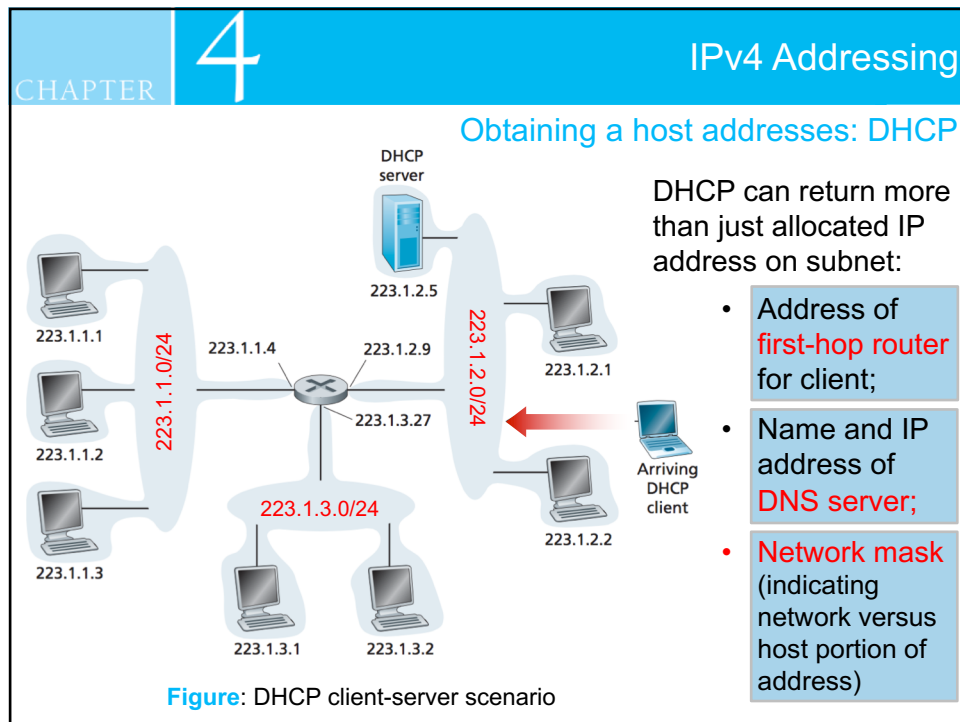 CHAPTER 4
IPv4 Addressing
Obtaining a host addresses: DHCP
DHCP
server
223.1.2.5
223.1.1.1
223.1.1.2
223.1.1.3
223.1.1.0/24
223.1.1.4
223.1.2.9
223.1.3.27
223.1.2.0/24
223.1.2.1
Arriving
DHCP
client
223.1.2.2
223.1.3.0/24
223.1.3.1
223.1.3.2
Figure: DHCP client-server scenario
DHCP can return more
than just allocated IP
address on subnet:
• Address of
first-hop router
for client;
• Name and IP
address of
DNS server;
• Network mask
(indicating
network versus
host portion of
address)